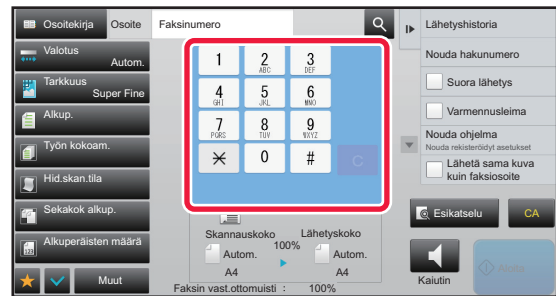 Osoitekirja
Osoite
Faksinumero
Valotus
Autom.
Tarkkuus
Super Fine
Alkup.
Työn kokoam.
Hid.skan.tila
Sekakok alkup.
Alkuperäisten määrä
Muut
1
2
ABC
3
DEF
4
GHI
5
JKL
6
MNO
7
PQRS
8
TUV
9
WXYZ
0
#
C
Skannauskoko
Lähetyskoko
100%
Autom.
A4
Autom.
A4
Faksin vast.ottomuisti :
100%
Lähetyshistoria
Nouda hakunumero
Suora lähetys
Varmennusleima
Nouda ohjelma
Nouda rekisteröidyt asetukset
Lähetä sama kuva
kuin faksiosoite
Esikatselu
CA
Kaiutin
Aloita